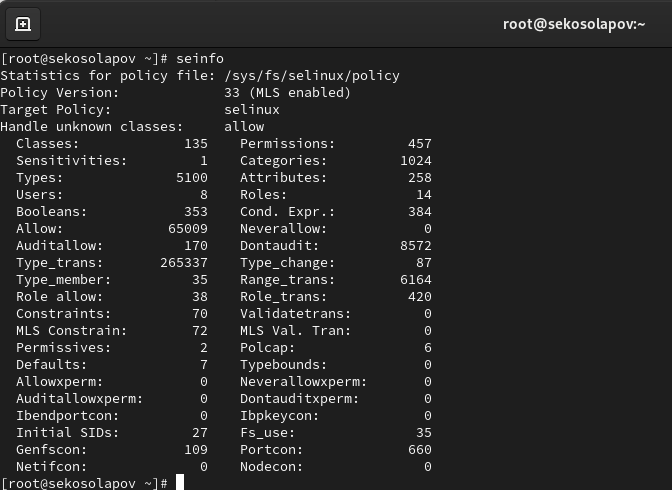 root@sekosolapov:~
[root@sekosolapov ~]# seinfo
Statistics for policy file: /sys/fs/selinux/policy
Policy Version:             33 (MLS enabled)
Target Policy:              selinux
Handle unknown classes:     allow
  Classes:             135    Permissions:         457
  Sensitivities:         1    Categories:         1024
  Types:              5100    Attributes:          258
  Users:                 8    Roles:                14
  Booleans:            353    Cond. Expr.:         384
  Allow:             65009    Neverallow:            0
  Auditallow:          170    Dontaudit:          8572
  Type_trans:       265337    Type_change:          87
  Type_member:          35    Range_trans:        6164
  Role allow:           38    Role_trans:          420
  Constraints:          70    Validatetrans:         0
  MLS Constrain:        72    MLS Val. Tran:         0
  Permissives:           2    Polcap:                6
  Defaults:              7    Typebounds:            0
  Allowxperm:            0    Neverallowxperm:       0
  Auditallowxperm:       0    Dontauditxperm:        0
  Ibendportcon:          0    Ibpkeycon:             0
  Initial SIDs:         27    Fs_use:               35
  Genfscon:            109    Portcon:             660
  Netifcon:              0    Nodecon:               0
[root@sekosolapov ~]#